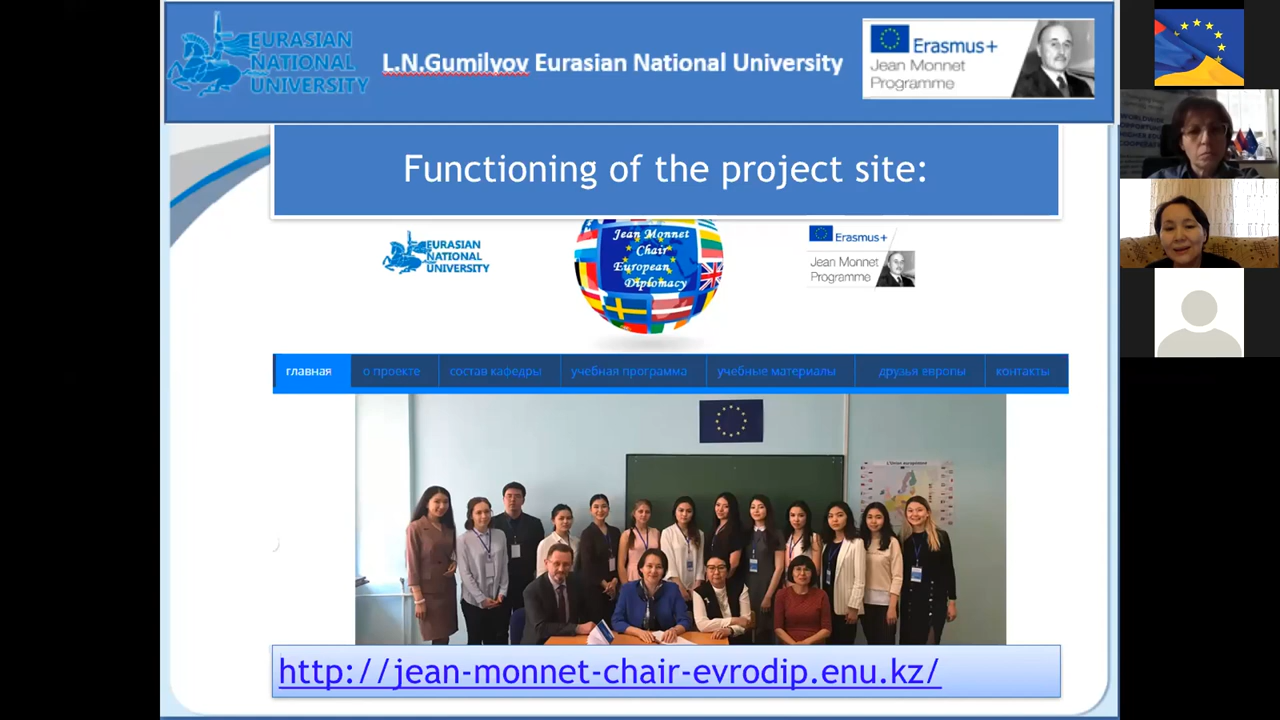 EURASIAN
NATIONAL
UNIVERSITY
L.N.Gumilyov Eurasian National University
Erasmus+
Jean Monnet
Programme
Functioning of the project site:
EURASIAN
NATIONAL
UNIVERSITY
Jean Monnet
Chair
European
Diplomacy
Erasmus+
Jean Monnet
Programme
главная
о проекте
состав кафедры
учебная программа
учебные материалы
друзья европы
контакты
http://jean-monnet-chair-evrodip.enu.kz/